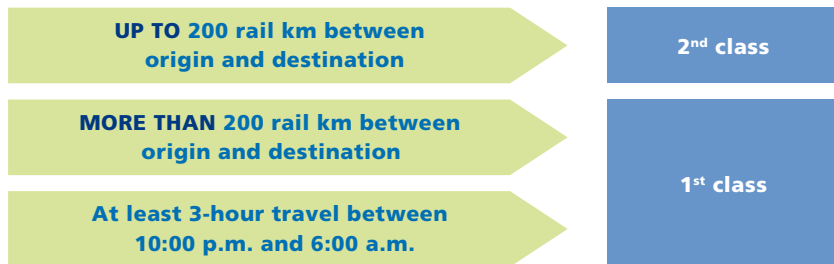 UP TO 200 rail km between
origin and destination
2nd class
MORE THAN 200 rail km between
origin and destination
1st class
At least 3-hour travel between
10:00 p.m. and 6:00 a.m.